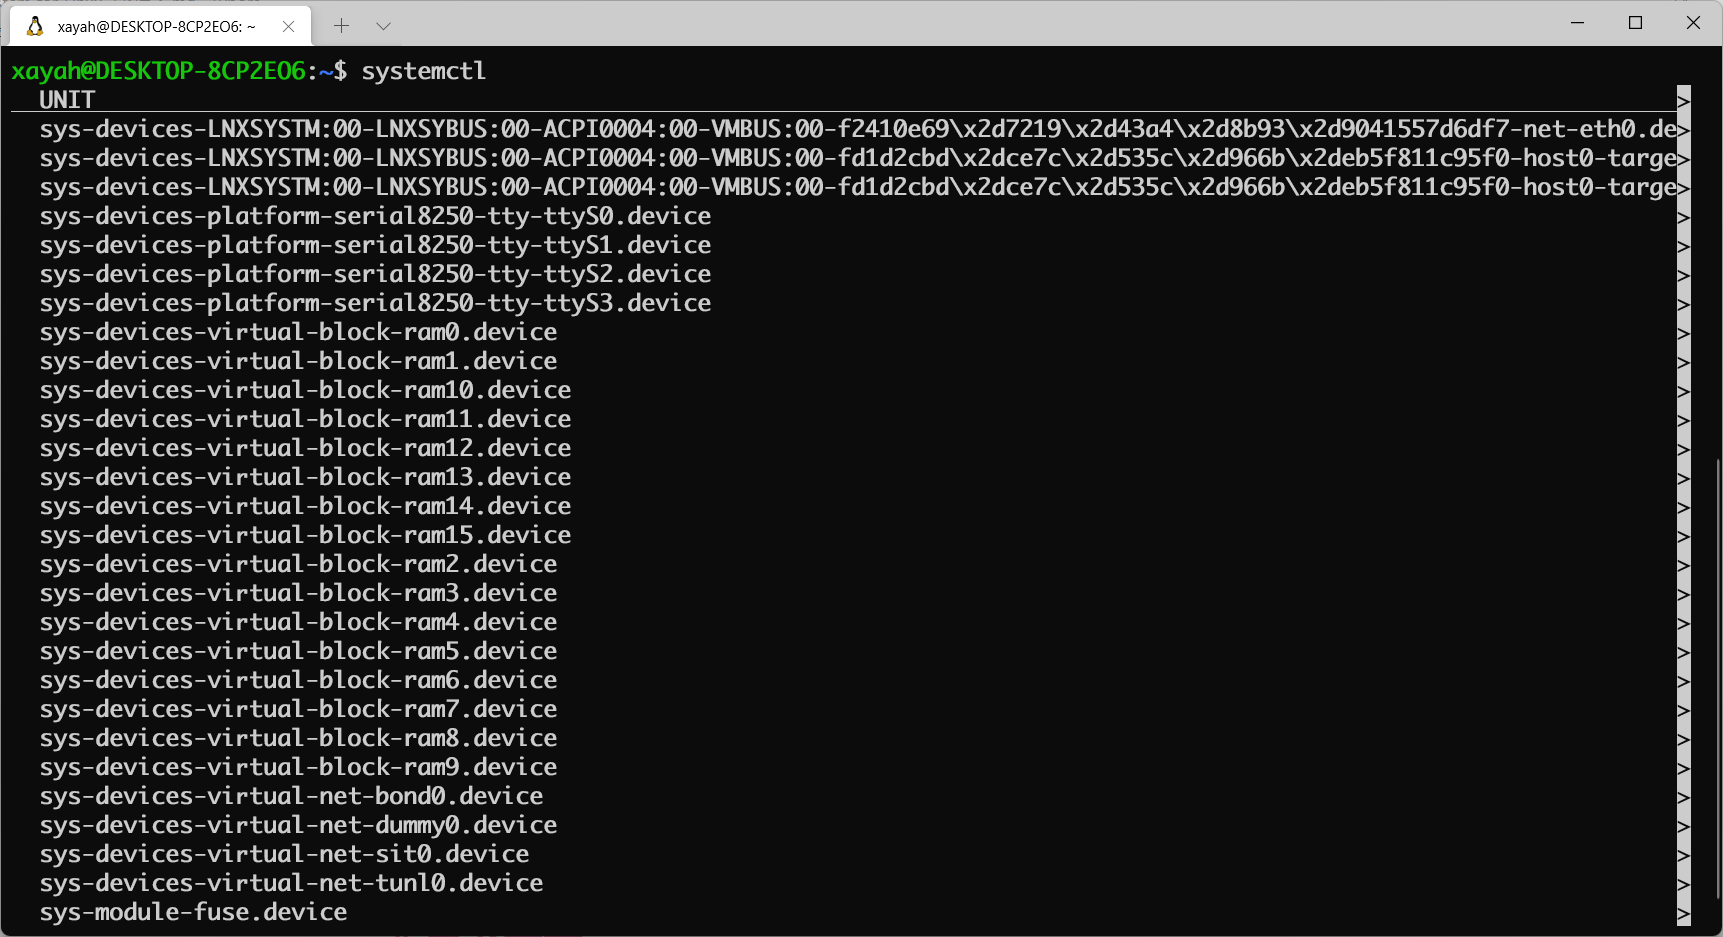 xayah@DESKTOP-8CP2EO6: ~
xayah@DESKTOP-8CP2EO6:~$ systemctl
UNIT >
sys-devices-LNXSYSTM:00-LNXSYBUS:00-ACPI0004:00-VMBUS:00-f2410e69\x2d7219\x2d43a4\x2d8b93\x2d9041557d6df7-net-eth0.de>
sys-devices-LNXSYSTM:00-LNXSYBUS:00-ACPI0004:00-VMBUS:00-fd1d2cbd\x2dce7c\x2d535c\x2d966b\x2deb5f811c95f0-host0-targe>
sys-devices-LNXSYSTM:00-LNXSYBUS:00-ACPI0004:00-VMBUS:00-fd1d2cbd\x2dce7c\x2d535c\x2d966b\x2deb5f811c95f0-host0-targe>
sys-devices-platform-serial8250-tty-ttyS0.device >
sys-devices-platform-serial8250-tty-ttyS1.device >
sys-devices-platform-serial8250-tty-ttyS2.device >
sys-devices-platform-serial8250-tty-ttyS3.device >
sys-devices-virtual-block-ram0.device >
sys-devices-virtual-block-ram1.device >
sys-devices-virtual-block-ram10.device >
sys-devices-virtual-block-ram11.device >
sys-devices-virtual-block-ram12.device >
sys-devices-virtual-block-ram13.device >
sys-devices-virtual-block-ram14.device >
sys-devices-virtual-block-ram15.device >
sys-devices-virtual-block-ram2.device >
sys-devices-virtual-block-ram3.device >
sys-devices-virtual-block-ram4.device >
sys-devices-virtual-block-ram5.device >
sys-devices-virtual-block-ram6.device >
sys-devices-virtual-block-ram7.device >
sys-devices-virtual-block-ram8.device >
sys-devices-virtual-block-ram9.device >
sys-devices-virtual-net-bond0.device >
sys-devices-virtual-net-dummy0.device >
sys-devices-virtual-net-sit0.device >
sys-devices-virtual-net-tunl0.device >
sys-module-fuse.device >